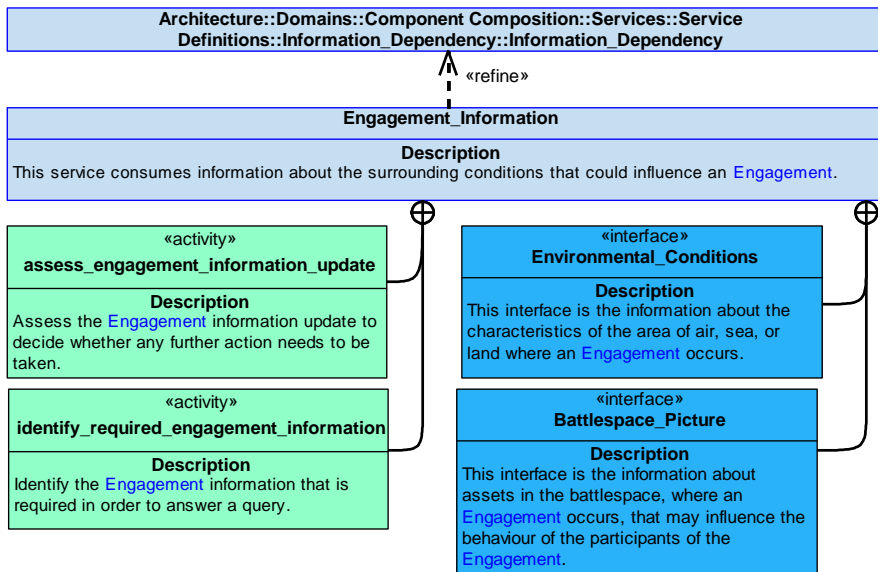 Architecture::Domains::Component Composition::Services::Service
Definitions::Information_Dependency::Information_Dependency
«refine»
Engagement_Information
Description
This service consumes information about the surrounding conditions that could influence an Engagement.
«activity»
assess_engagement_information_update
Description
Assess the Engagement information update to
decide whether any further action needs to be
taken.
«interface»
Environmental_Conditions
Description
This interface is the information about the
characteristics of the area of air, sea, or
land where an Engagement occurs.
«activity»
identify_required_engagement_information
Description
Identify the Engagement information that is
required in order to answer a query.
«interface»
Battlespace_Picture
Description
This interface is the information about
assets in the battlespace, where an
Engagement occurs, that may influence the
behaviour of the participants of the
Engagement.